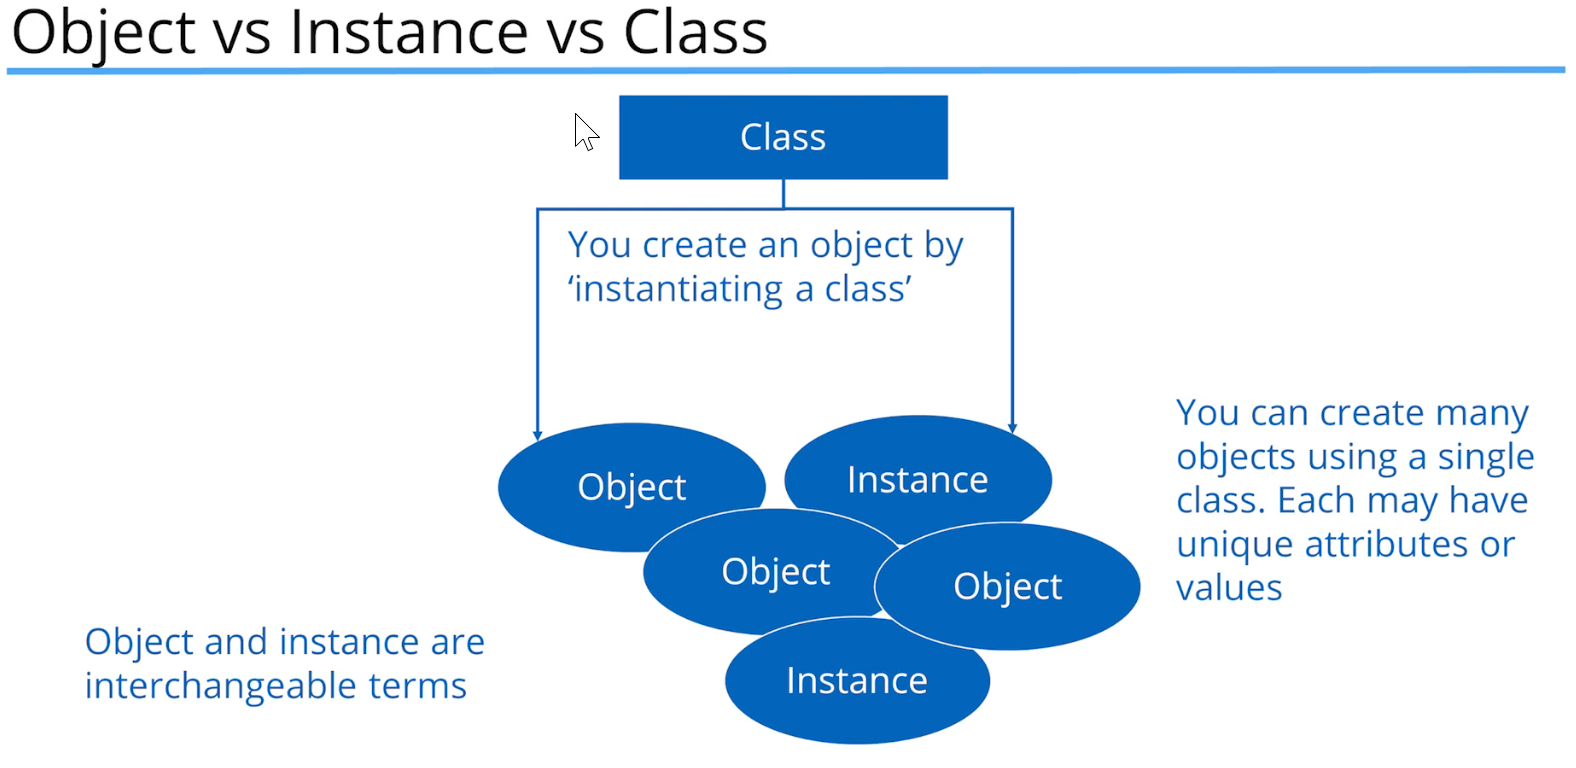 Object vs Instance vs Class
Class
You create an object by
‘instantiating a class’
Object
Instance
Object
Object
Instance
You can create many
objects using a single
class. Each may have
unique attributes or
values
Object and instance are
interchangeable terms